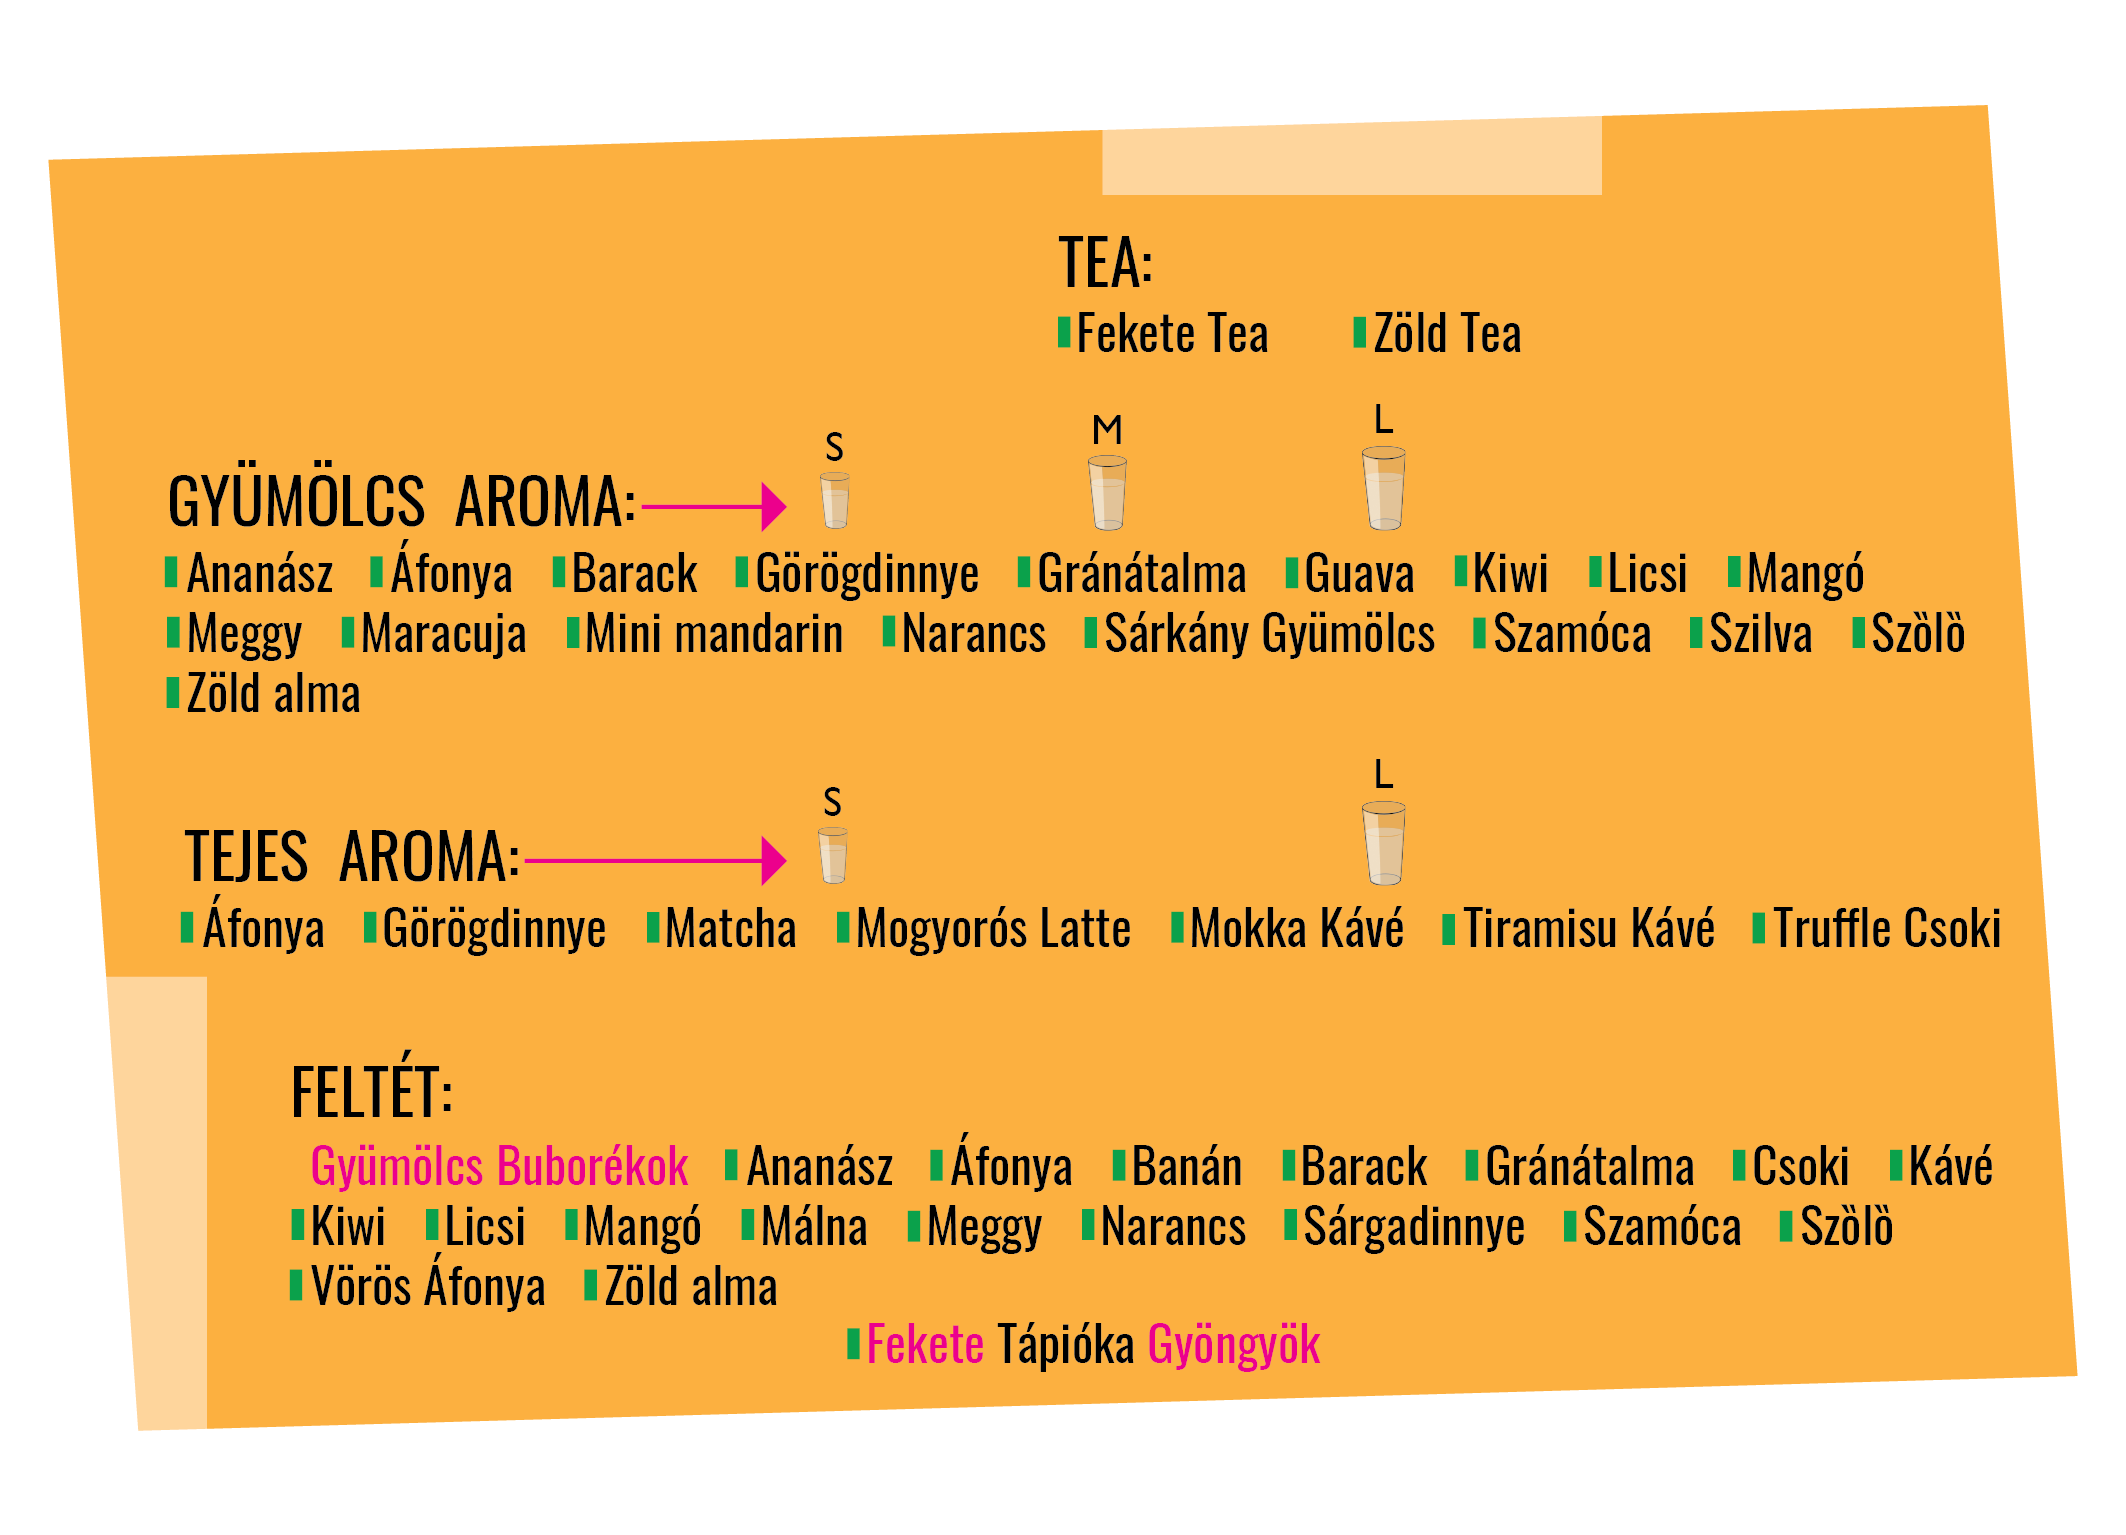 TEA:
Fekete Tea Zöld Tea
S M L
GYÜMÖLCS AROMA:
Ananász Áfonya Barack Görögdinnye Gránátalma Guava Kiwi Licsi Mangó
Meggy Maracuja Mini mandarin Narancs Sárkány Gyümölcs Szamóca Szilva Szȍlȍ
Zöld alma
S L
TEJES AROMA:
Áfonya Görögdinnye Matcha Mogyorós Latte Mokka Kávé Tiramisu Kávé Truffle Csoki
FELTÉT:
Gyümölcs Buborékok Ananász Áfonya Banán Barack Gránátalma Csoki Kávé
Kiwi Licsi Mangó Málna Meggy Narancs Sárgadinnye Szamóca Szȍlȍ
Vörös Áfonya Zöld alma
Fekete Tápióka Gyöngyök